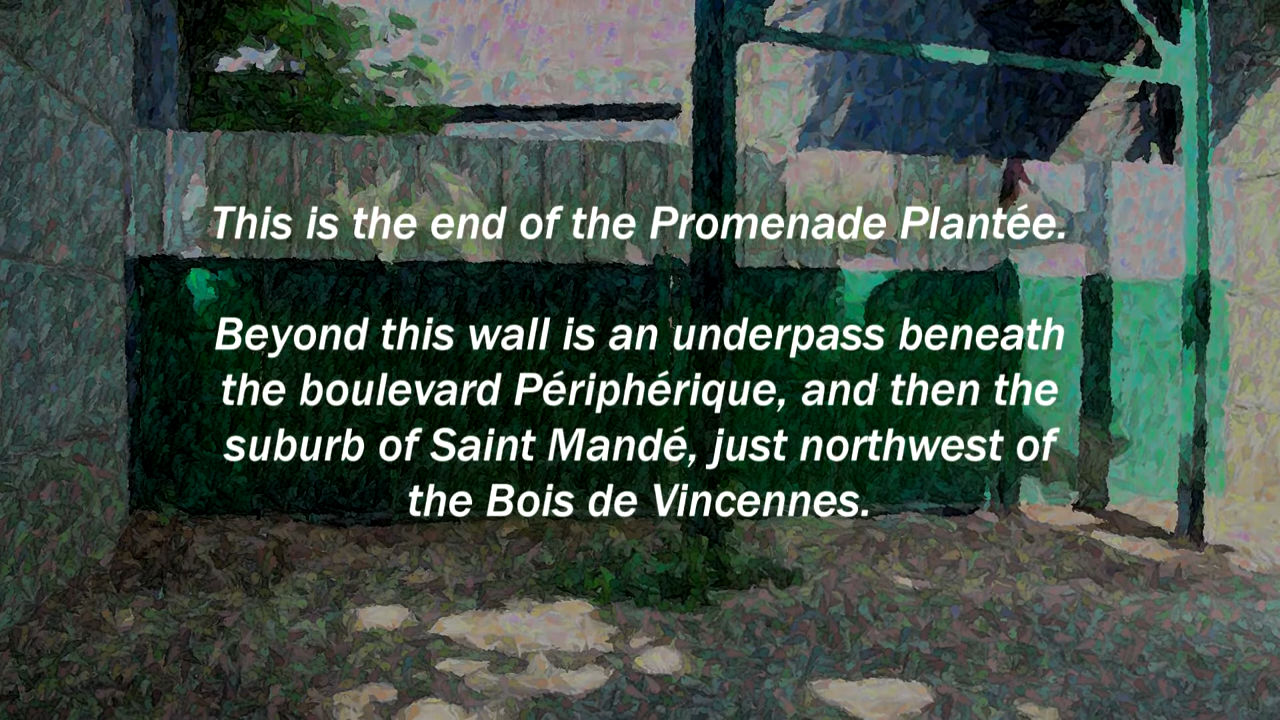 This is the end of the Promenade Plantée.
Beyond this wall is an underpass beneath
the boulevard Périphérique, and then the
suburb of Saint Mandé, just northwest of
the Bois de Vincennes.